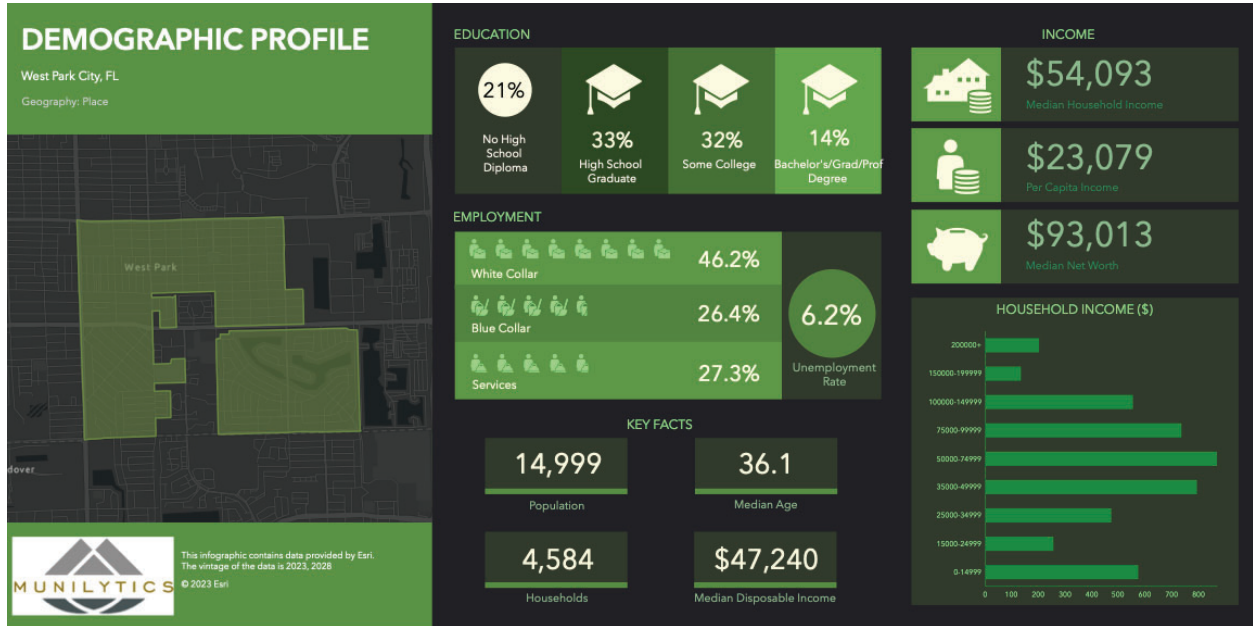 DEMOGRAPHIC PROFILE
West Park City, FL
Geography: Place
West Park
dover
MUNILYTICS
This infographic contains data provided by Esri.
The vintage of the data is 2023, 2028
© 2023 Esri
EDUCATION
21%
No High
School
Diploma
33%
High School
Graduate
32%
Some College
14%
Bachelor's/Grad/Prof
Degree
EMPLOYMENT
46.2%
White Collar
26.4%
Blue Collar
27.3%
Services
6.2%
Unemployment
Rate
KEY FACTS
14,999
Population
36.1
Median Age
4,584
Households
$47,240
Median Disposable Income
INCOME
$54,093
Median Household Income
$23,079
Per Capita Income
$93,013
Median Net Worth
HOUSEHOLD INCOME ($)
200000+
150000-199999
100000-149999
75000-99999
50000-74999
35000-49999
25000-34999
15000-24999
0-14999
0 100 200 300 400 500 600 700 800